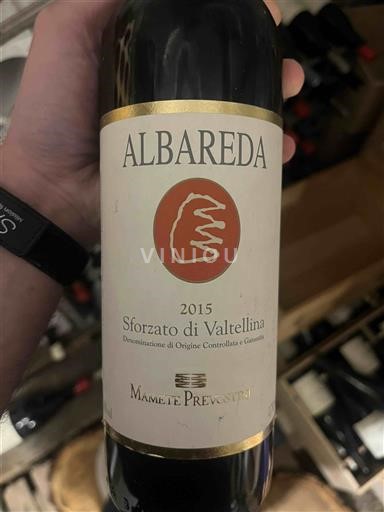 ALBAREDA
VINIOU
2015
Sforzato di Valtellina
Denominazione di Origine Controllata e Garantita
MAMETE PREVOSTINI